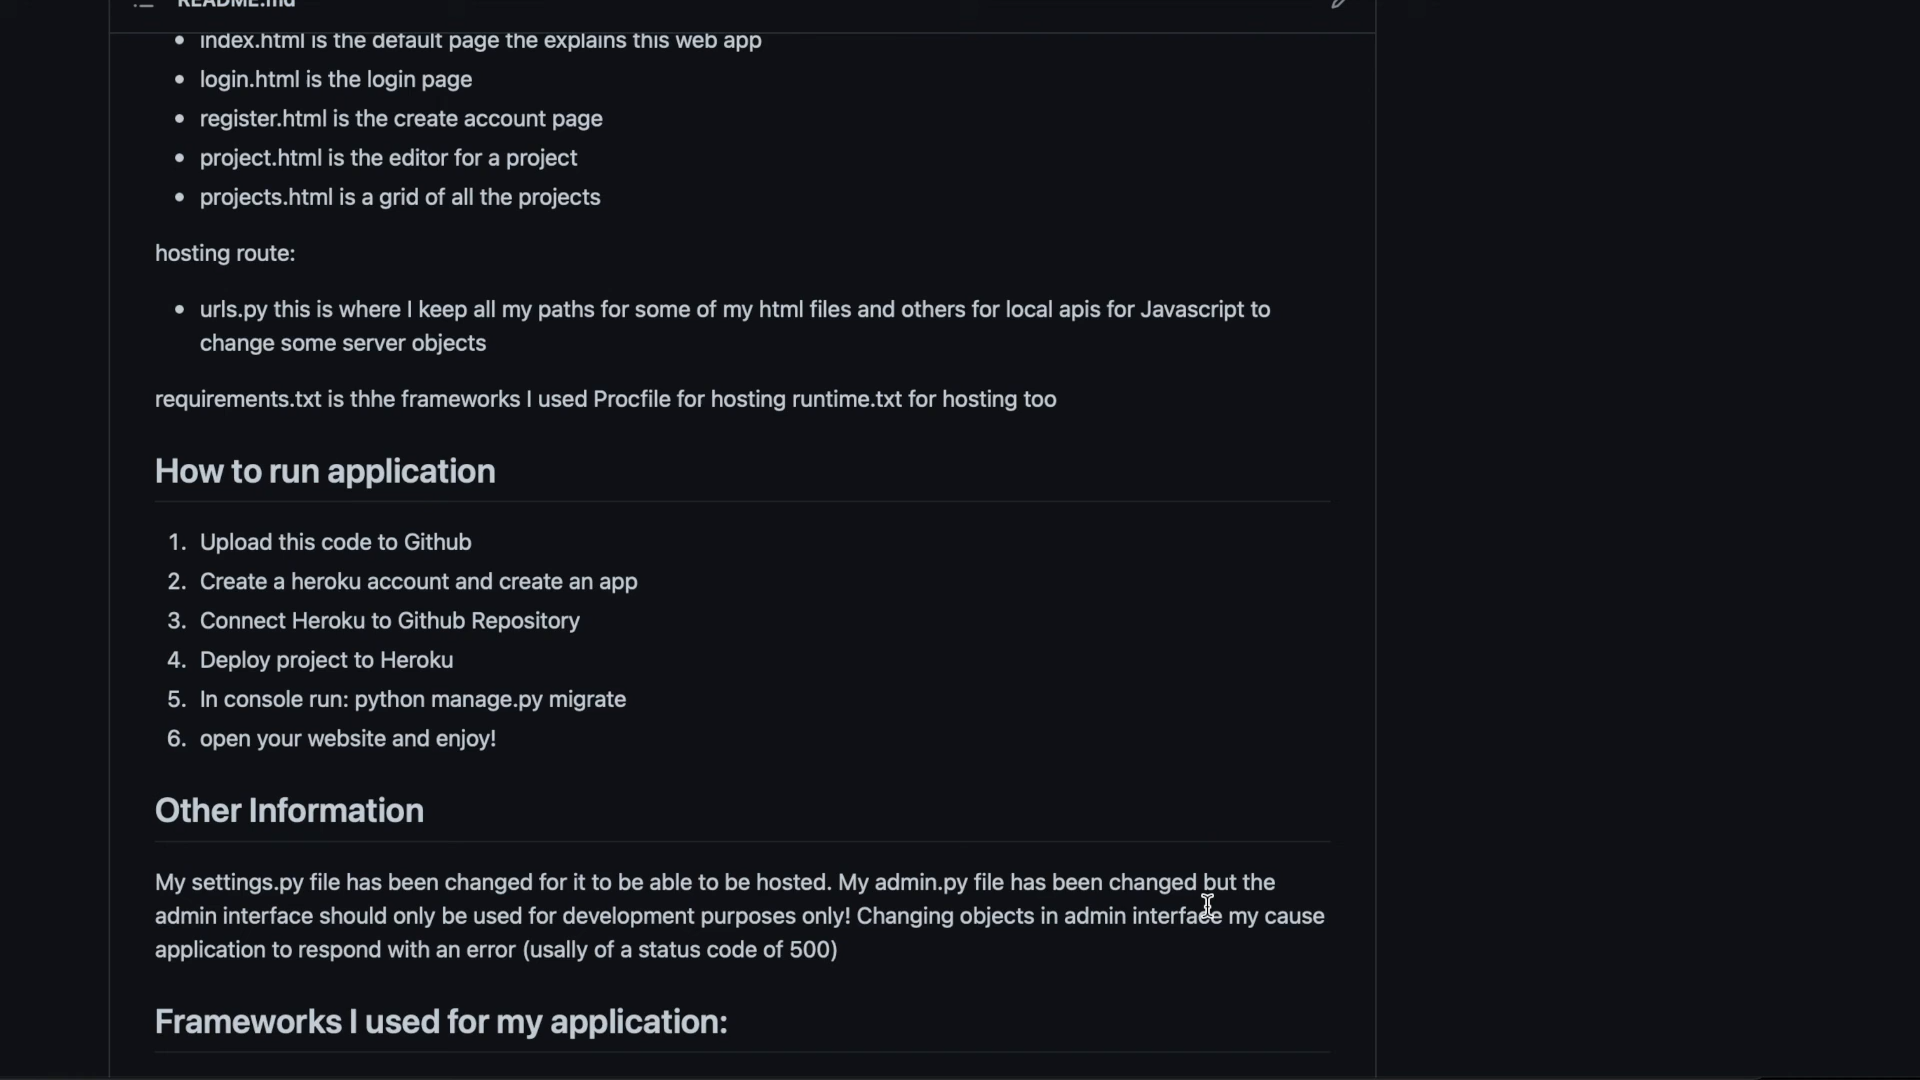 README.md
index.html is the default page the explains this web app
login.html is the login page
register.html is the create account page
project.html is the editor for a project
projects.html is a grid of all the projects
hosting route:
urls.py this is where I keep all my paths for some of my html files and others for local apis for Javascript to
change some server objects
requirements.txt is thhe frameworks I used Procfile for hosting runtime.txt for hosting too
How to run application
1. Upload this code to Github
2. Create a heroku account and create an app
3. Connect Heroku to Github Repository
4. Deploy project to Heroku
5. In console run: python manage.py migrate
6. open your website and enjoy!
Other Information
My settings.py file has been changed for it to be able to be hosted. My admin.py file has been changed but the
admin interface should only be used for development purposes only! Changing objects in admin interface my cause
application to respond with an error (usally of a status code of 500)
Frameworks I used for my application: